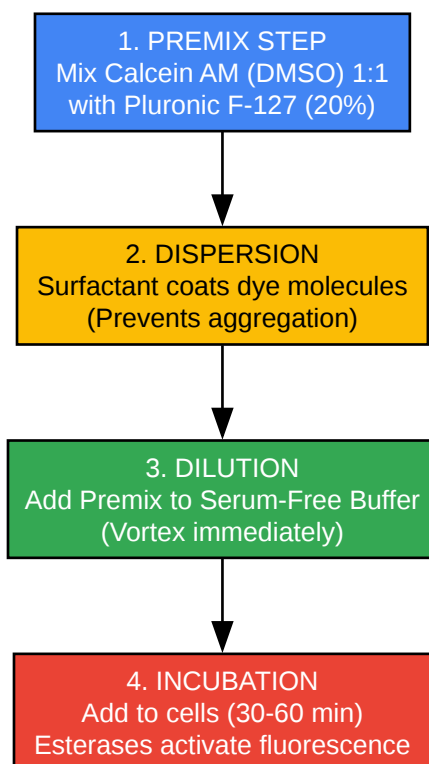 1. PREMIX STEP
Mix Calcein AM (DMSO) 1:1
with Pluronic F-127 (20%)
2. DISPERSION
Surfactant coats dye molecules
(Prevents aggregation)
3. DILUTION
Add Premix to Serum-Free Buffer
(Vortex immediately)
4. INCUBATION
Add to cells (30-60 min)
Esterases activate fluorescence